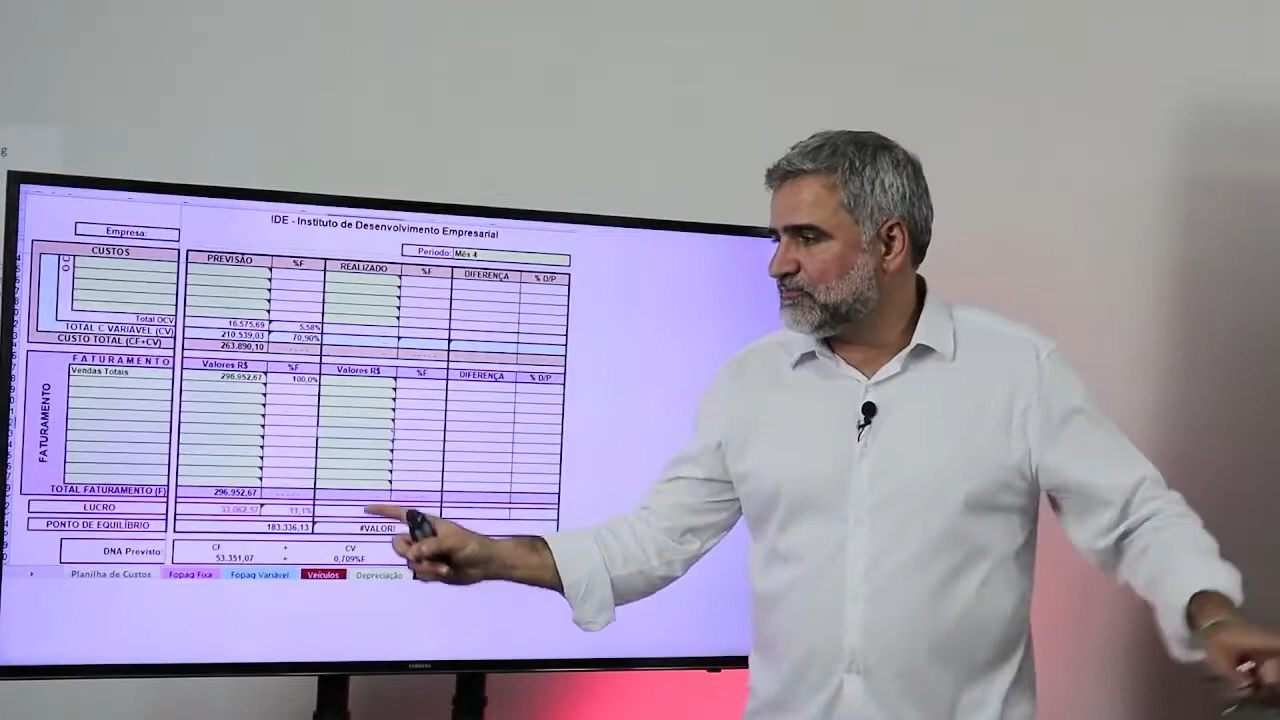 g
IDE - Instituto de Desenvolvimento Empresarial
Empresa:
Período: Mês 4
CUSTOS PREVISÃO %F REALIZADO %F DIFERENÇA % D/P
Total OCV 16.575,69 5,58%
TOTAL C VARIÁVEL (CV) 210.539,03 70,90%
CUSTO TOTAL (CF+CV) 263.890,10
FATURAMENTO Valores R$ %F Valores R$ %F DIFERENÇA % D/P
Vendas Totais 296.952,67 100,0%
FATURAMENTO
TOTAL FATURAMENTO (F) 296.952,67
LUCRO 33.062,57 11,1%
PONTO DE EQUILÍBRIO 183.336,13 #VALOR!
DNA Previsto: CF + CV
53.351,07 + 0,709%F
Planilha de Custos Fopag Fixa Fopag Variável Veículos Depreciação
SAMSUNG